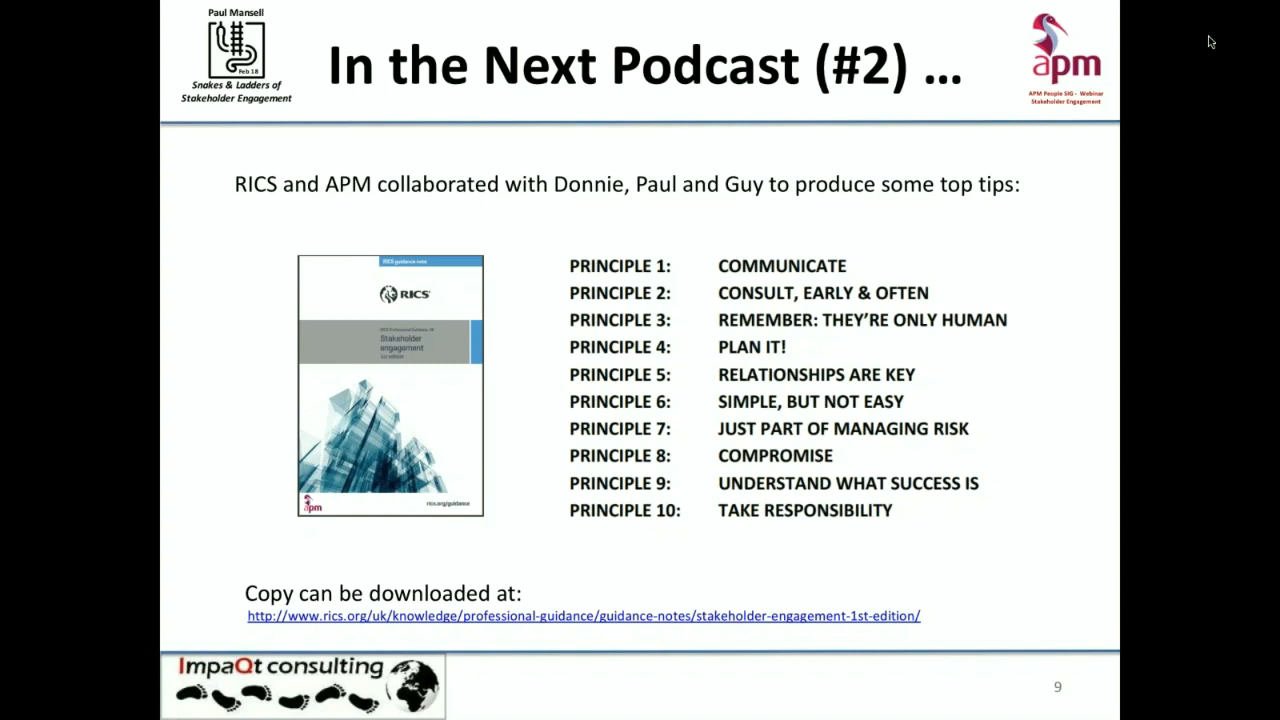 Paul Mansell
Feb 18
Snakes & Ladders of
Stakeholder Engagement
In the Next Podcast (#2) ...
apm
APM People SIG - Webinar
Stakeholder Engagement
RICS and APM collaborated with Donnie, Paul and Guy to produce some top tips:
RICS guidance note
RICS
RICS Professional Guidance, UK
Stakeholder
engagement
1st edition
apm
rics.org/guidance
PRINCIPLE 1: COMMUNICATE
PRINCIPLE 2: CONSULT, EARLY & OFTEN
PRINCIPLE 3: REMEMBER: THEY'RE ONLY HUMAN
PRINCIPLE 4: PLAN IT!
PRINCIPLE 5: RELATIONSHIPS ARE KEY
PRINCIPLE 6: SIMPLE, BUT NOT EASY
PRINCIPLE 7: JUST PART OF MANAGING RISK
PRINCIPLE 8: COMPROMISE
PRINCIPLE 9: UNDERSTAND WHAT SUCCESS IS
PRINCIPLE 10: TAKE RESPONSIBILITY
Copy can be downloaded at:
http://www.rics.org/uk/knowledge/professional-guidance/guidance-notes/stakeholder-engagement-1st-edition/
ImpaQt consulting
9